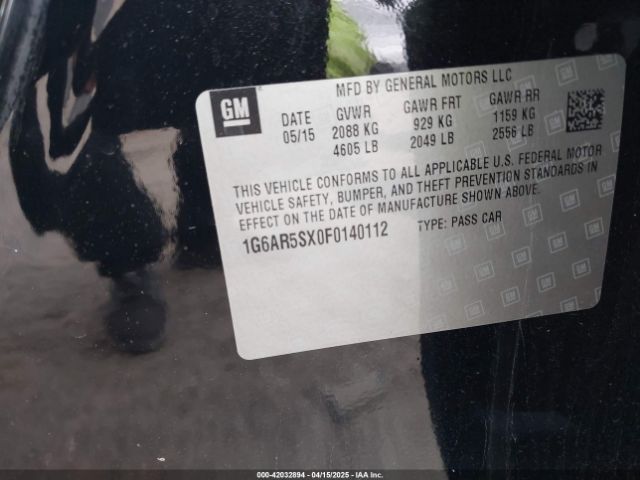 MFD BY GENERAL MOTORS LLC
GM
DATE GVWR GAWR FRT GAWR RR
05/15 2088 KG 929 KG 1159 KG
4605 LB 2049 LB 2556 LB
THIS VEHICLE CONFORMS TO ALL APPLICABLE U.S. FEDERAL MOTOR
VEHICLE SAFETY, BUMPER, AND THEFT PREVENTION STANDARDS IN
EFFECT ON THE DATE OF MANUFACTURE SHOWN ABOVE.
1G6AR5SX0F0140112 TYPE: PASS CAR
000-42032894 - 04/15/2025 - IAA Inc.